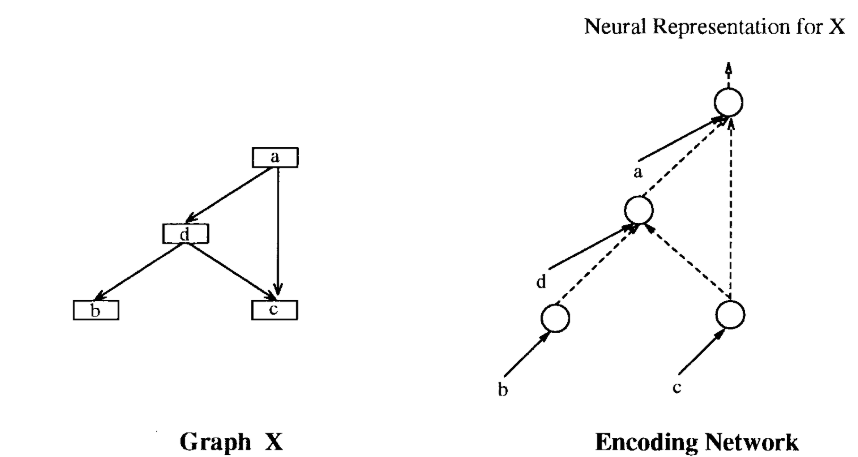 Neural Representation for X
a
d
b
c
a
d
b
c
Graph X
Encoding Network